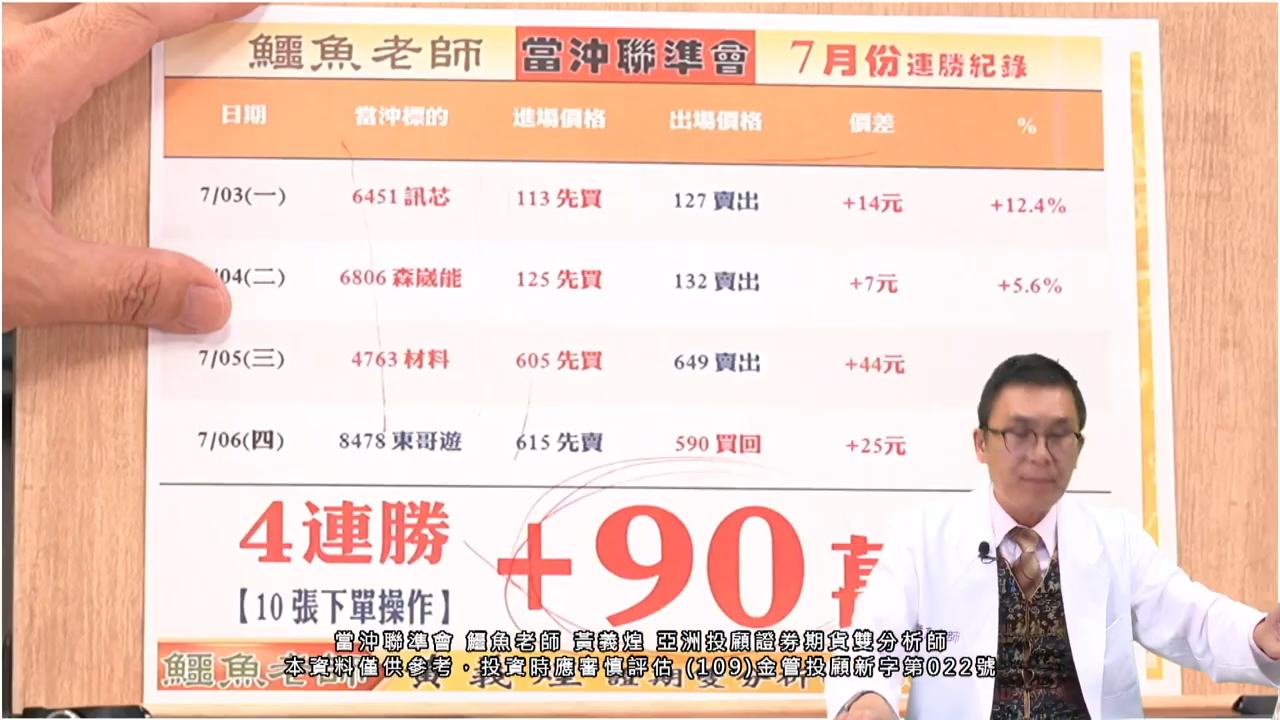 鱷魚老師 當沖聯準會 7月份連勝紀錄
日期 當沖標的 進場價格 出場價格 價差 %
7/03(一) 6451 訊芯 113 先買 127 賣出 +14元 +12.4%
/04(二) 6806 森崴能 125 先買 132 賣出 +7元 +5.6%
7/05(三) 4763 材料 605 先買 649 賣出 +44元
7/06(四) 8478 東哥遊 615 先賣 590 買回 +25元
4連勝 +90
【10 張下單操作】
當沖聯準會 鱷魚老師 黃義煌 亞洲投顧證券期貨雙分析師
本資料僅供參考，投資時應審慎評估 (109)金管投顧新字第022號
鱷魚老